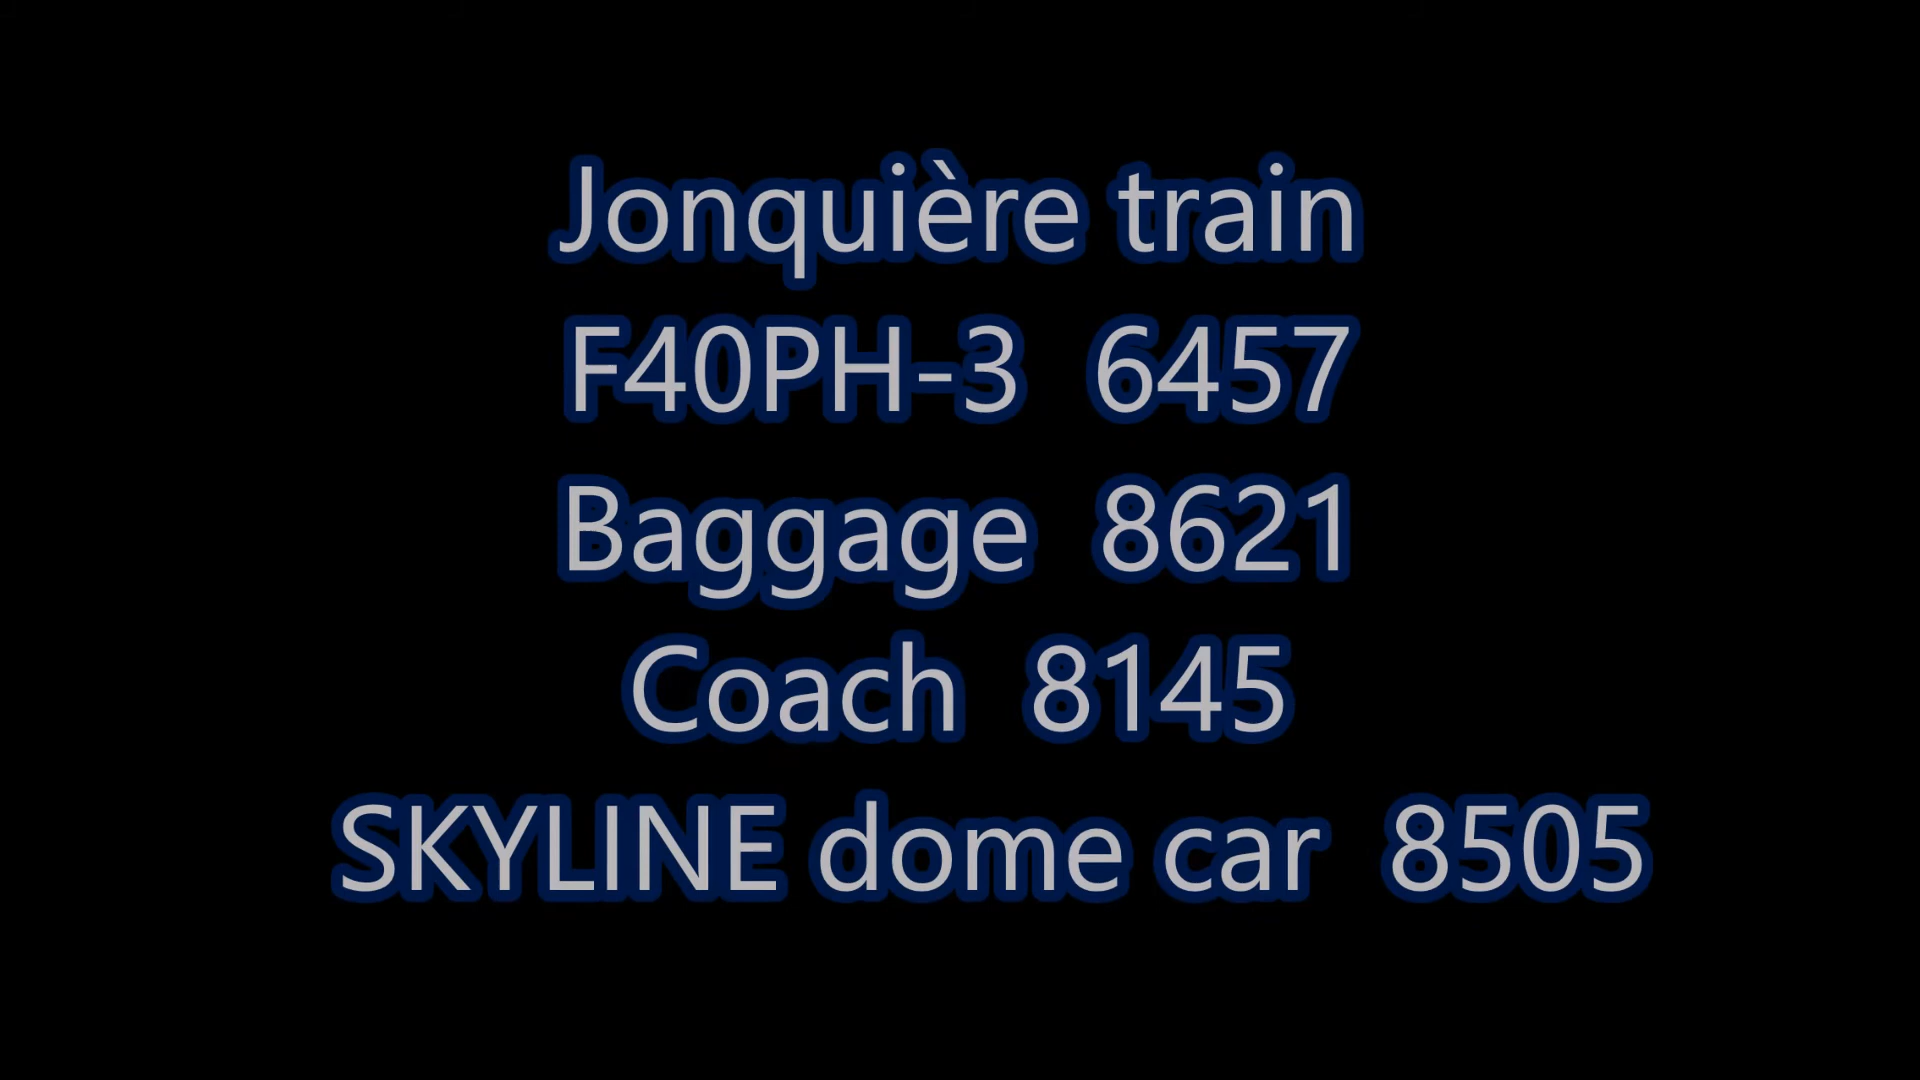 Jonquière train
F40PH-3  6457
Baggage  8621
Coach  8145
SKYLINE dome car  8505